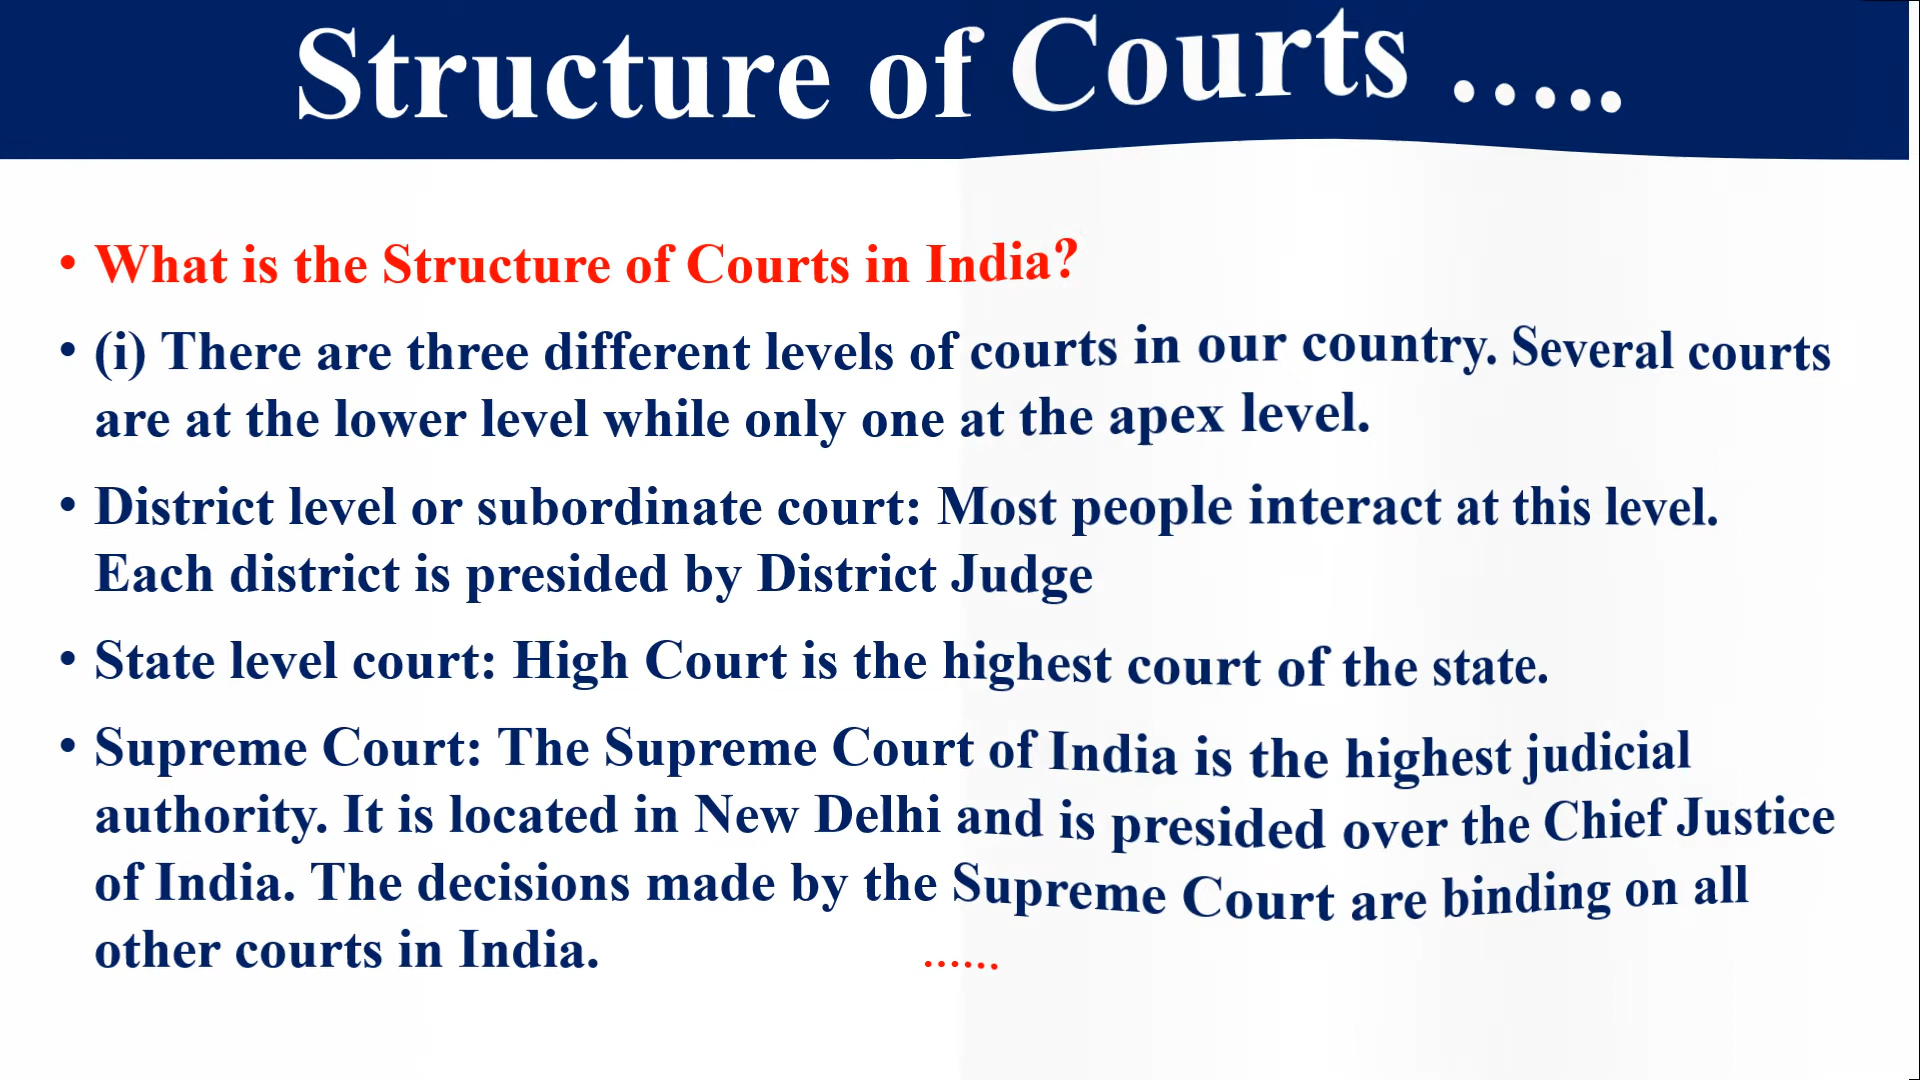 Structure of Courts .....
• What is the Structure of Courts in India?
• (i) There are three different levels of courts in our country. Several courts
are at the lower level while only one at the apex level.
• District level or subordinate court: Most people interact at this level.
Each district is presided by District Judge
• State level court: High Court is the highest court of the state.
• Supreme Court: The Supreme Court of India is the highest judicial
authority. It is located in New Delhi and is presided over the Chief Justice
of India. The decisions made by the Supreme Court are binding on all
other courts in India. ......